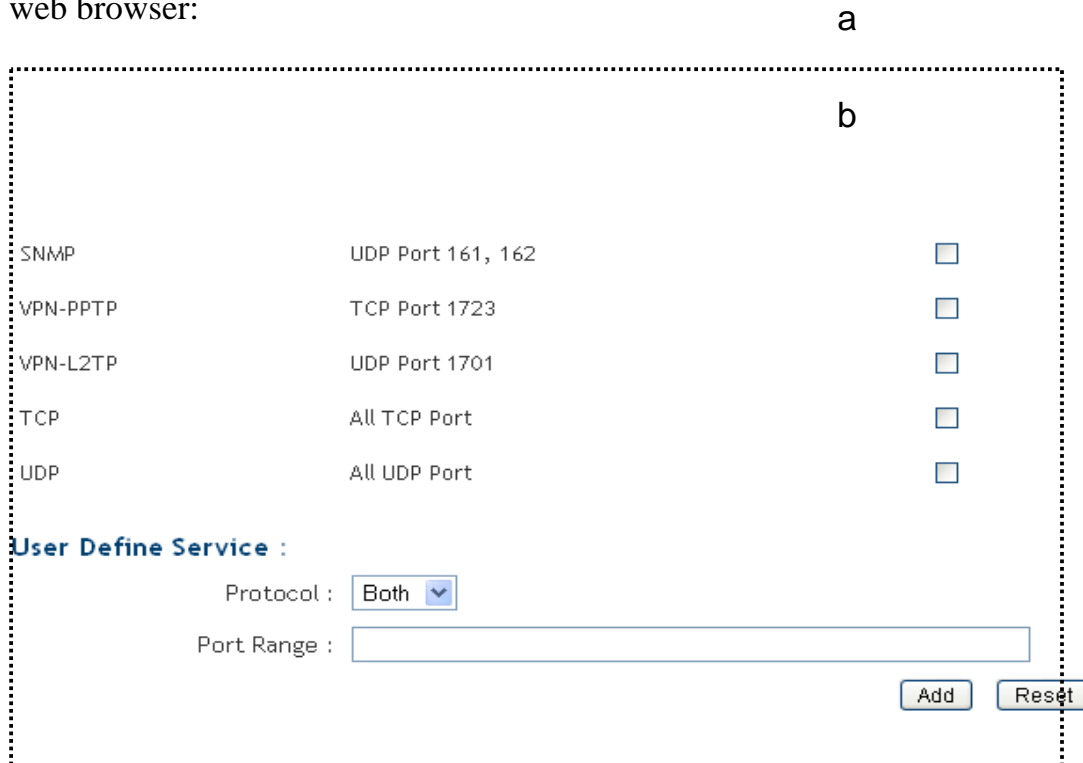 web browser:
a
b
SNMP UDP Port 161, 162
VPN-PPTP TCP Port 1723
VPN-L2TP UDP Port 1701
TCP All TCP Port
UDP All UDP Port
User Define Service :
Protocol : Both
Port Range :
Add Reset